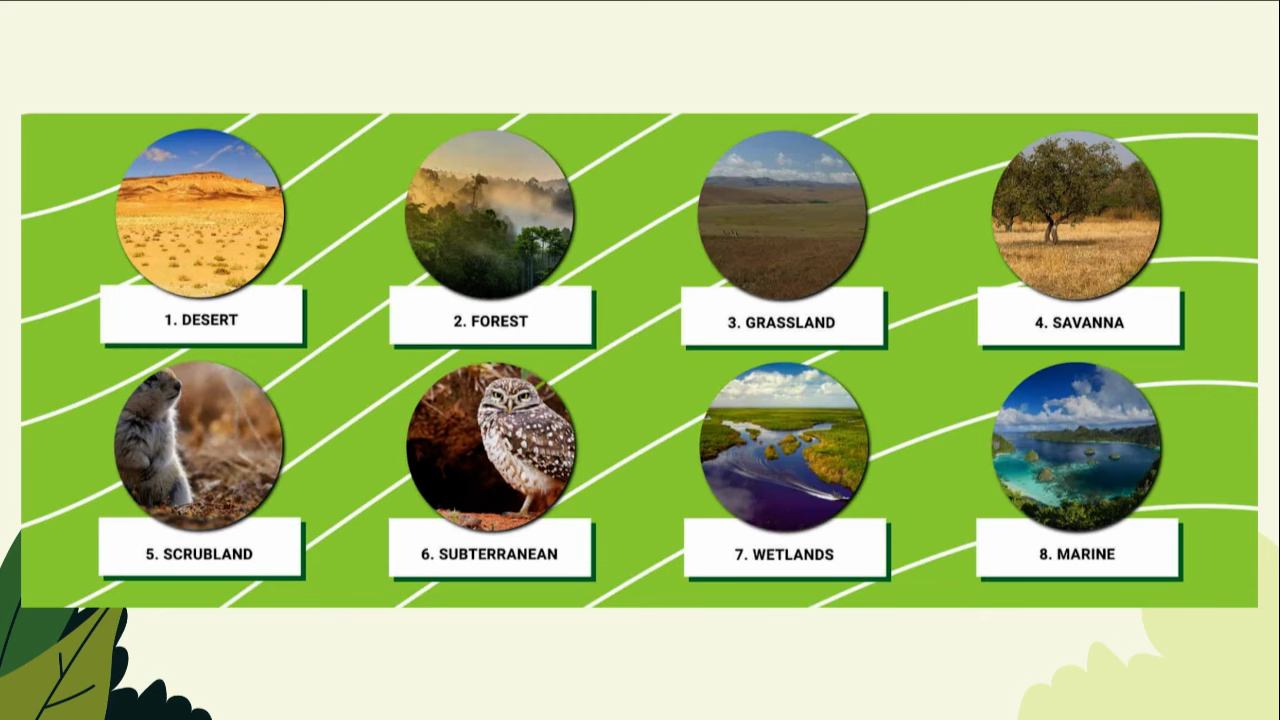 1. DESERT
2. FOREST
3. GRASSLAND
4. SAVANNA
5. SCRUBLAND
6. SUBTERRANEAN
7. WETLANDS
8. MARINE